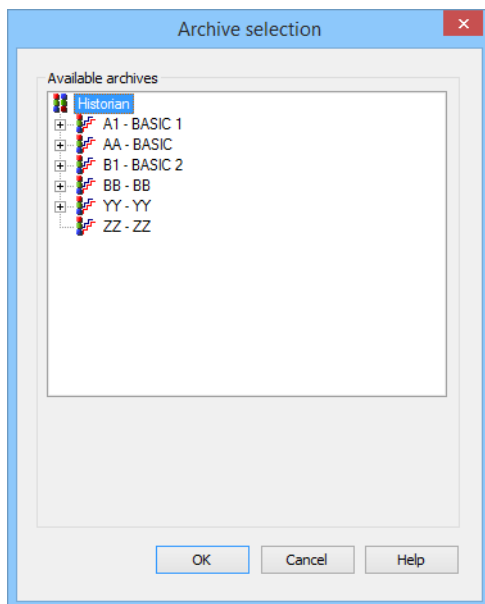 Archive selection
Available archives
Historian
A1 - BASIC 1
AA - BASIC
B1 - BASIC 2
BB - BB
YY - YY
ZZ - ZZ
OK Cancel Help